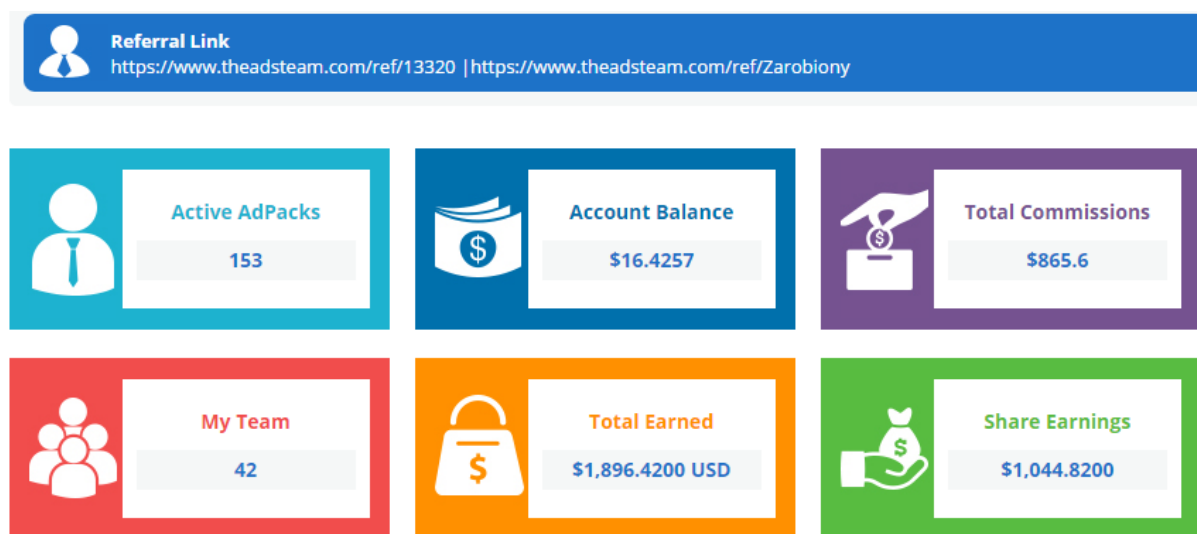 Referral Link
https://www.theadsteam.com/ref/13320 |https://www.theadsteam.com/ref/Zarobiony
Active AdPacks
153
Account Balance
$16.4257
Total Commissions
$865.6
My Team
42
Total Earned
$1,896.4200 USD
Share Earnings
$1,044.8200